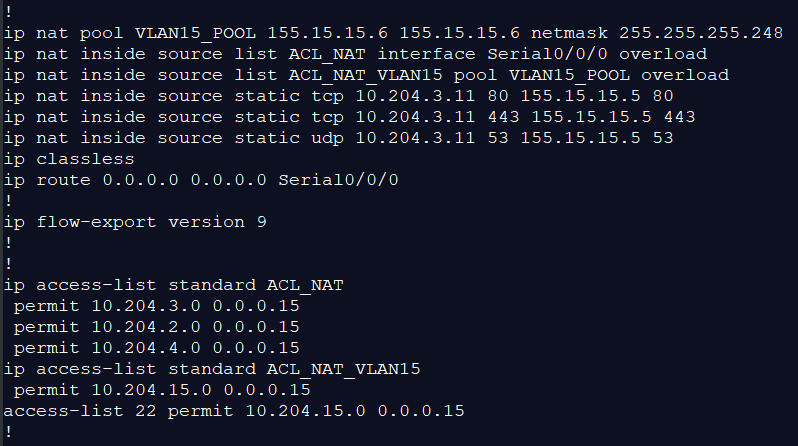 !
ip nat pool VLAN15_POOL 155.15.15.6 155.15.15.6 netmask 255.255.255.248
ip nat inside source list ACL_NAT interface Serial0/0/0 overload
ip nat inside source list ACL_NAT_VLAN15 pool VLAN15_POOL overload
ip nat inside source static tcp 10.204.3.11 80 155.15.15.5 80
ip nat inside source static tcp 10.204.3.11 443 155.15.15.5 443
ip nat inside source static udp 10.204.3.11 53 155.15.15.5 53
ip classless
ip route 0.0.0.0 0.0.0.0 Serial0/0/0
!
ip flow-export version 9
!
!
ip access-list standard ACL_NAT
 permit 10.204.3.0 0.0.0.15
 permit 10.204.2.0 0.0.0.15
 permit 10.204.4.0 0.0.0.15
ip access-list standard ACL_NAT_VLAN15
 permit 10.204.15.0 0.0.0.15
access-list 22 permit 10.204.15.0 0.0.0.15
!